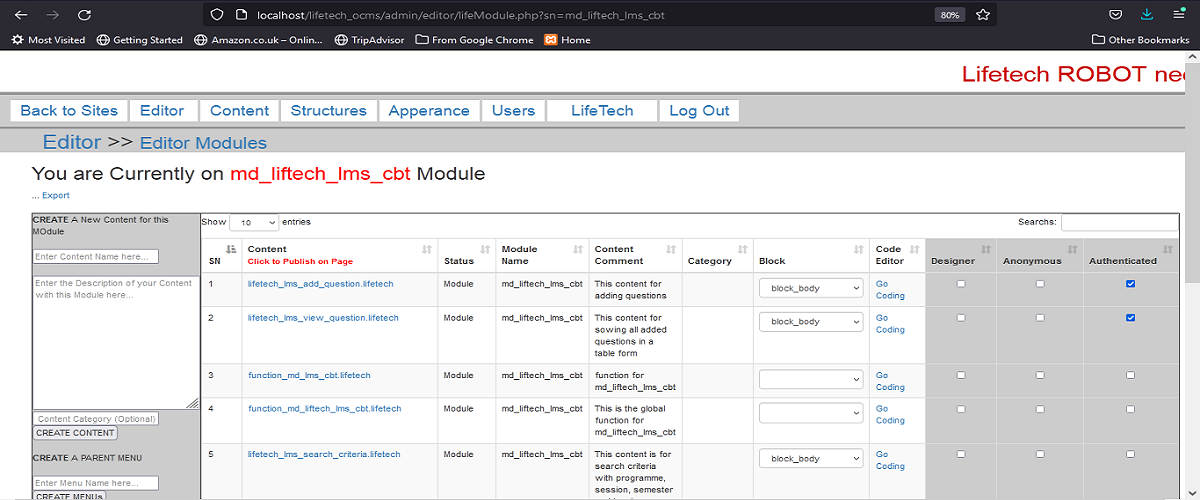 localhost/lifetech_ocms/admin/editor/lifeModule.php?sn=md_liftech_lms_cbt
80%
Most Visited
Getting Started
Amazon.co.uk – Onlin...
TripAdvisor
From Google Chrome
Home
Other Bookmarks
Lifetech ROBOT nee
Back to Sites
Editor
Content
Structures
Apperance
Users
LifeTech
Log Out
Editor >> Editor Modules
You are Currently on md_liftech_lms_cbt Module
... Export
CREATE A New Content for this
MOdule
Enter Content Name here...
Enter the Description of your Content
with this Module here...
Content Category (Optional)
CREATE CONTENT
CREATE A PARENT MENU
Enter Menu Name here...
CREATE MENUs
Show 10 entries
Searchs:
SN
Content
Click to Publish on Page
Status
Module
Name
Content
Comment
Category
Block
Code
Editor
Designer
Anonymous
Authenticated
1
lifetech_lms_add_question.lifetech
Module
md_liftech_lms_cbt
This content for
adding questions
block_body
Go
Coding
2
lifetech_lms_view_question.lifetech
Module
md_liftech_lms_cbt
This content for
sowing all added
questions in a
table form
block_body
Go
Coding
3
function_md_lms_cbt.lifetech
Module
md_liftech_lms_cbt
function for
md_liftech_lms_cbt
Go
Coding
4
function_md_liftech_lms_cbt.lifetech
Module
md_liftech_lms_cbt
This is the global
function for
md_liftech_lms_cbt
Go
Coding
5
lifetech_lms_search_criteria.lifetech
Module
md_liftech_lms_cbt
This content is for
search criteria
with programme,
session, semester
block_body
Go
Coding